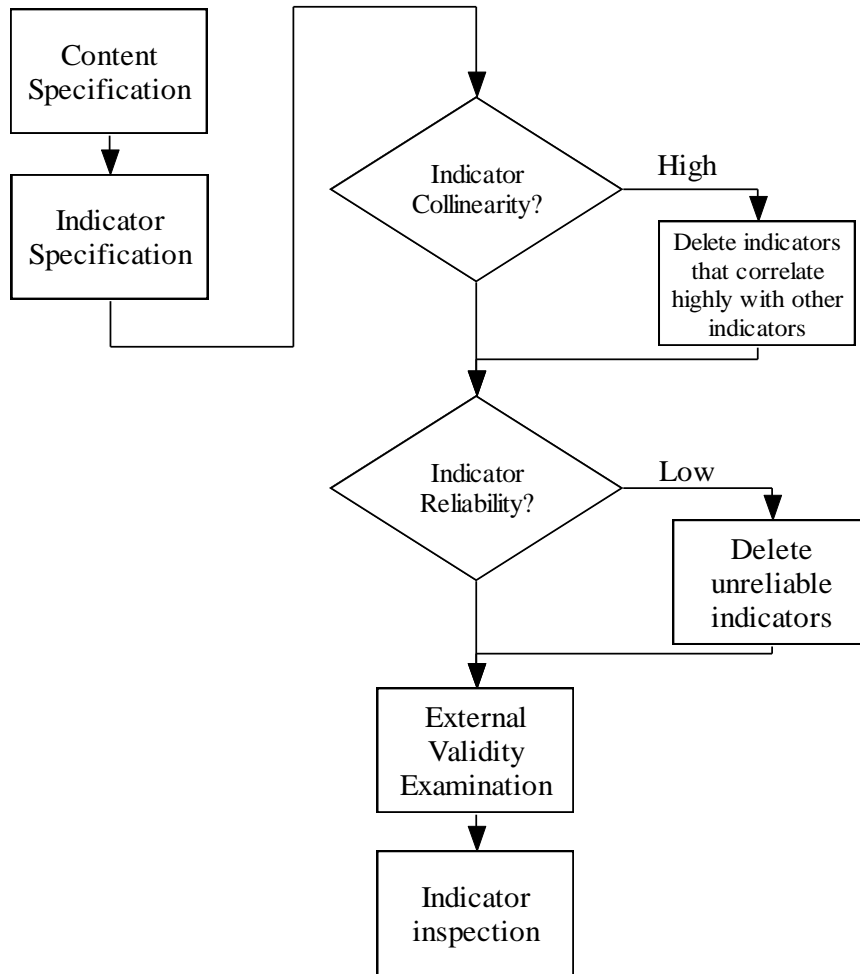 Content
Specification
Indicator
Specification
Indicator
Collinearity?
High
Delete indicators
that correlate
highly with other
indicators
Indicator
Reliability?
Low
Delete
unreliable
indicators
External
Validity
Examination
Indicator
inspection